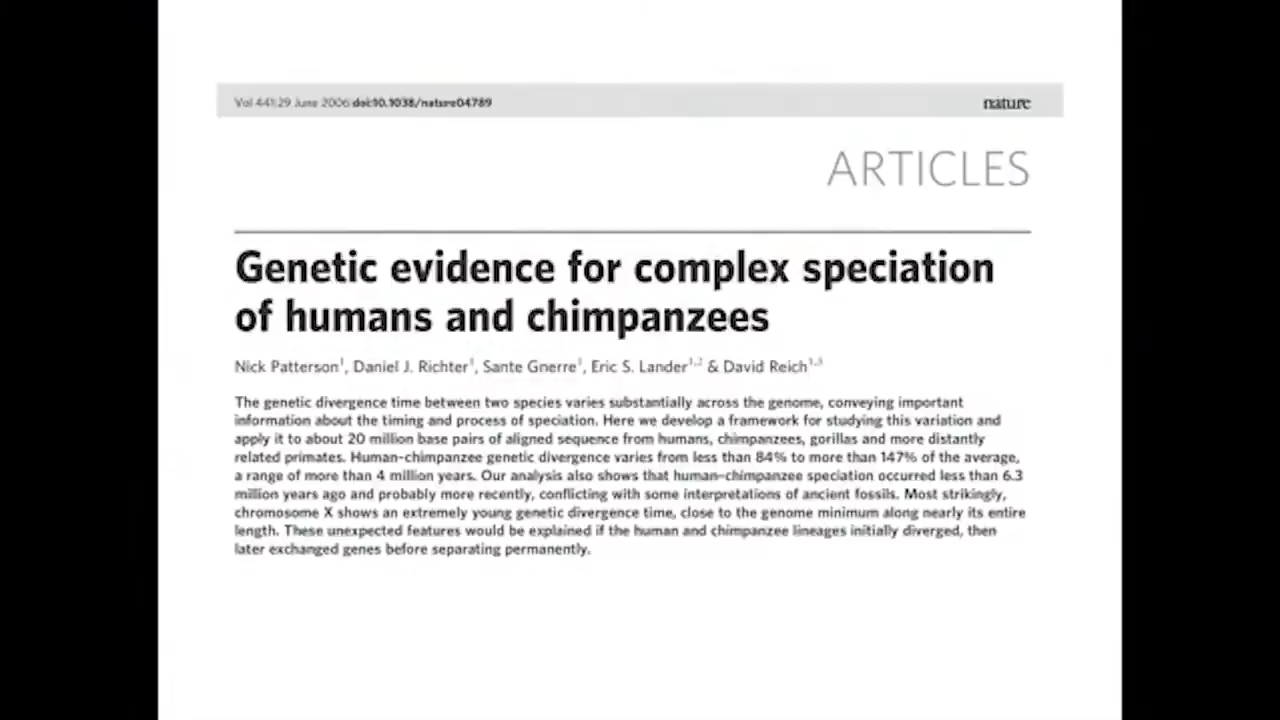 Vol 441|29 June 2006|doi:10.1038/nature04789 nature
ARTICLES
Genetic evidence for complex speciation
of humans and chimpanzees
Nick Patterson¹, Daniel J. Richter¹, Sante Gnerre¹, Eric S. Lander¹,² & David Reich¹,³
The genetic divergence time between two species varies substantially across the genome, conveying important
information about the timing and process of speciation. Here we develop a framework for studying this variation and
apply it to about 20 million base pairs of aligned sequence from humans, chimpanzees, gorillas and more distantly
related primates. Human–chimpanzee genetic divergence varies from less than 84% to more than 147% of the average,
a range of more than 4 million years. Our analysis also shows that human–chimpanzee speciation occurred less than 6.3
million years ago and probably more recently, conflicting with some interpretations of ancient fossils. Most strikingly,
chromosome X shows an extremely young genetic divergence time, close to the genome minimum along nearly its entire
length. These unexpected features would be explained if the human and chimpanzee lineages initially diverged, then
later exchanged genes before separating permanently.